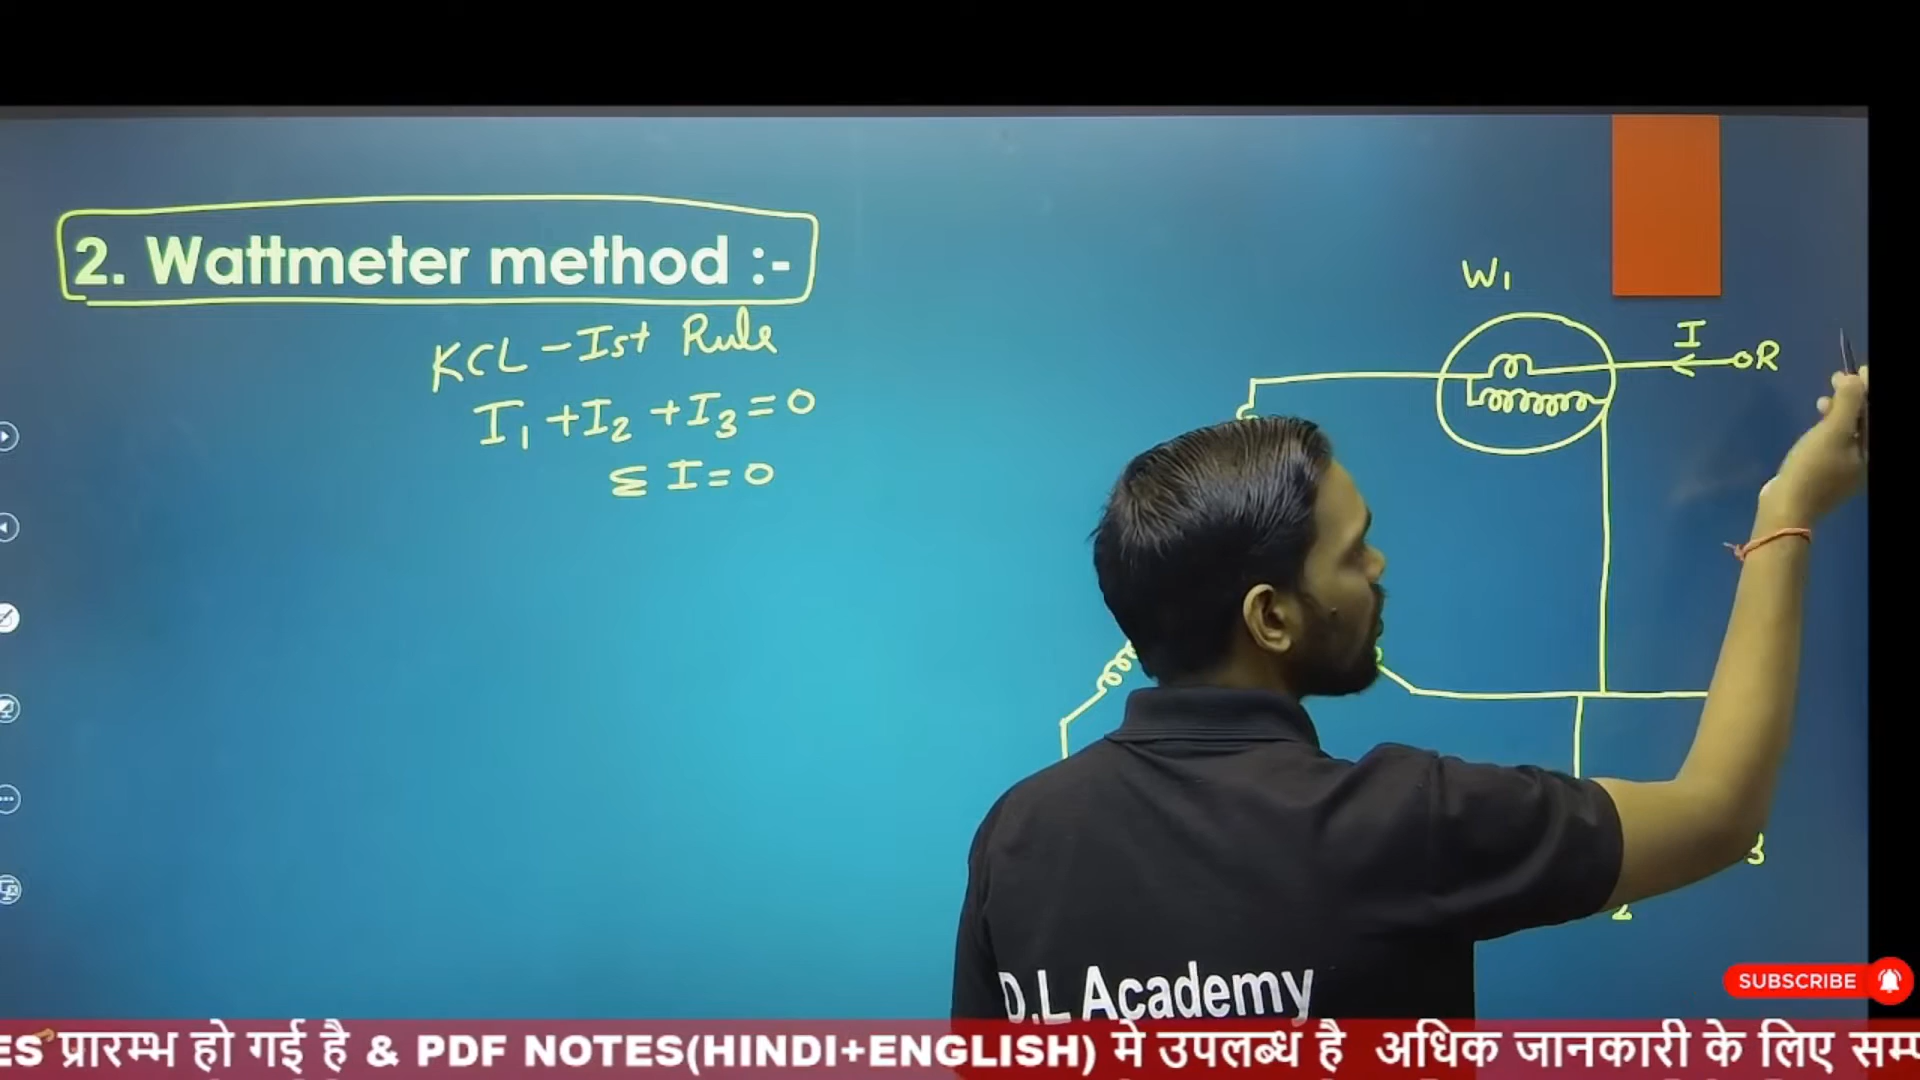 2. Wattmeter method :-
KCL - Ist Rule
I1 + I2 + I3 = 0
Σ I = 0
W1
I
R
3
2
D.L Academy
SUBSCRIBE
ES प्रारम्भ हो गई है & PDF NOTES(HINDI+ENGLISH) मे उपलब्ध है अधिक जानकारी के लिए सम्प